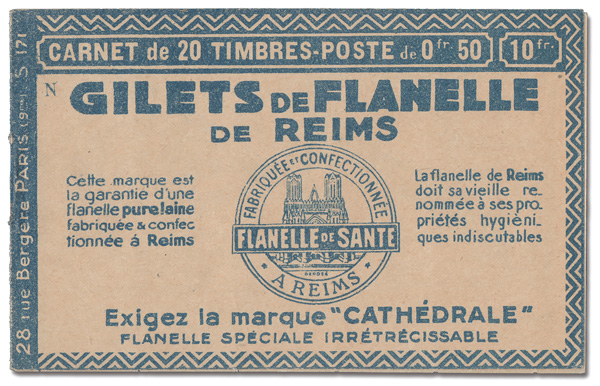 CARNET de 20 TIMBRES-POSTE de 0fr.50
10fr.
N
GILETS DE FLANELLE
DE REIMS
Cette marque est
la garantie d'une
flanelle pure laine
fabriquée & confec
tionnée à Reims
FABRIQUÉE ET CONFECTIONNÉE
FLANELLE DE SANTÉ
A REIMS
La flanelle de Reims
doit sa vieille re-
nommée à ses pro-
priétés hygiéni-
ques indiscutables
Exigez la marque "CATHÉDRALE"
FLANELLE SPÉCIALE IRRÉTRÉCISSABLE
28 rue Bergère PARIS (9me) S 171